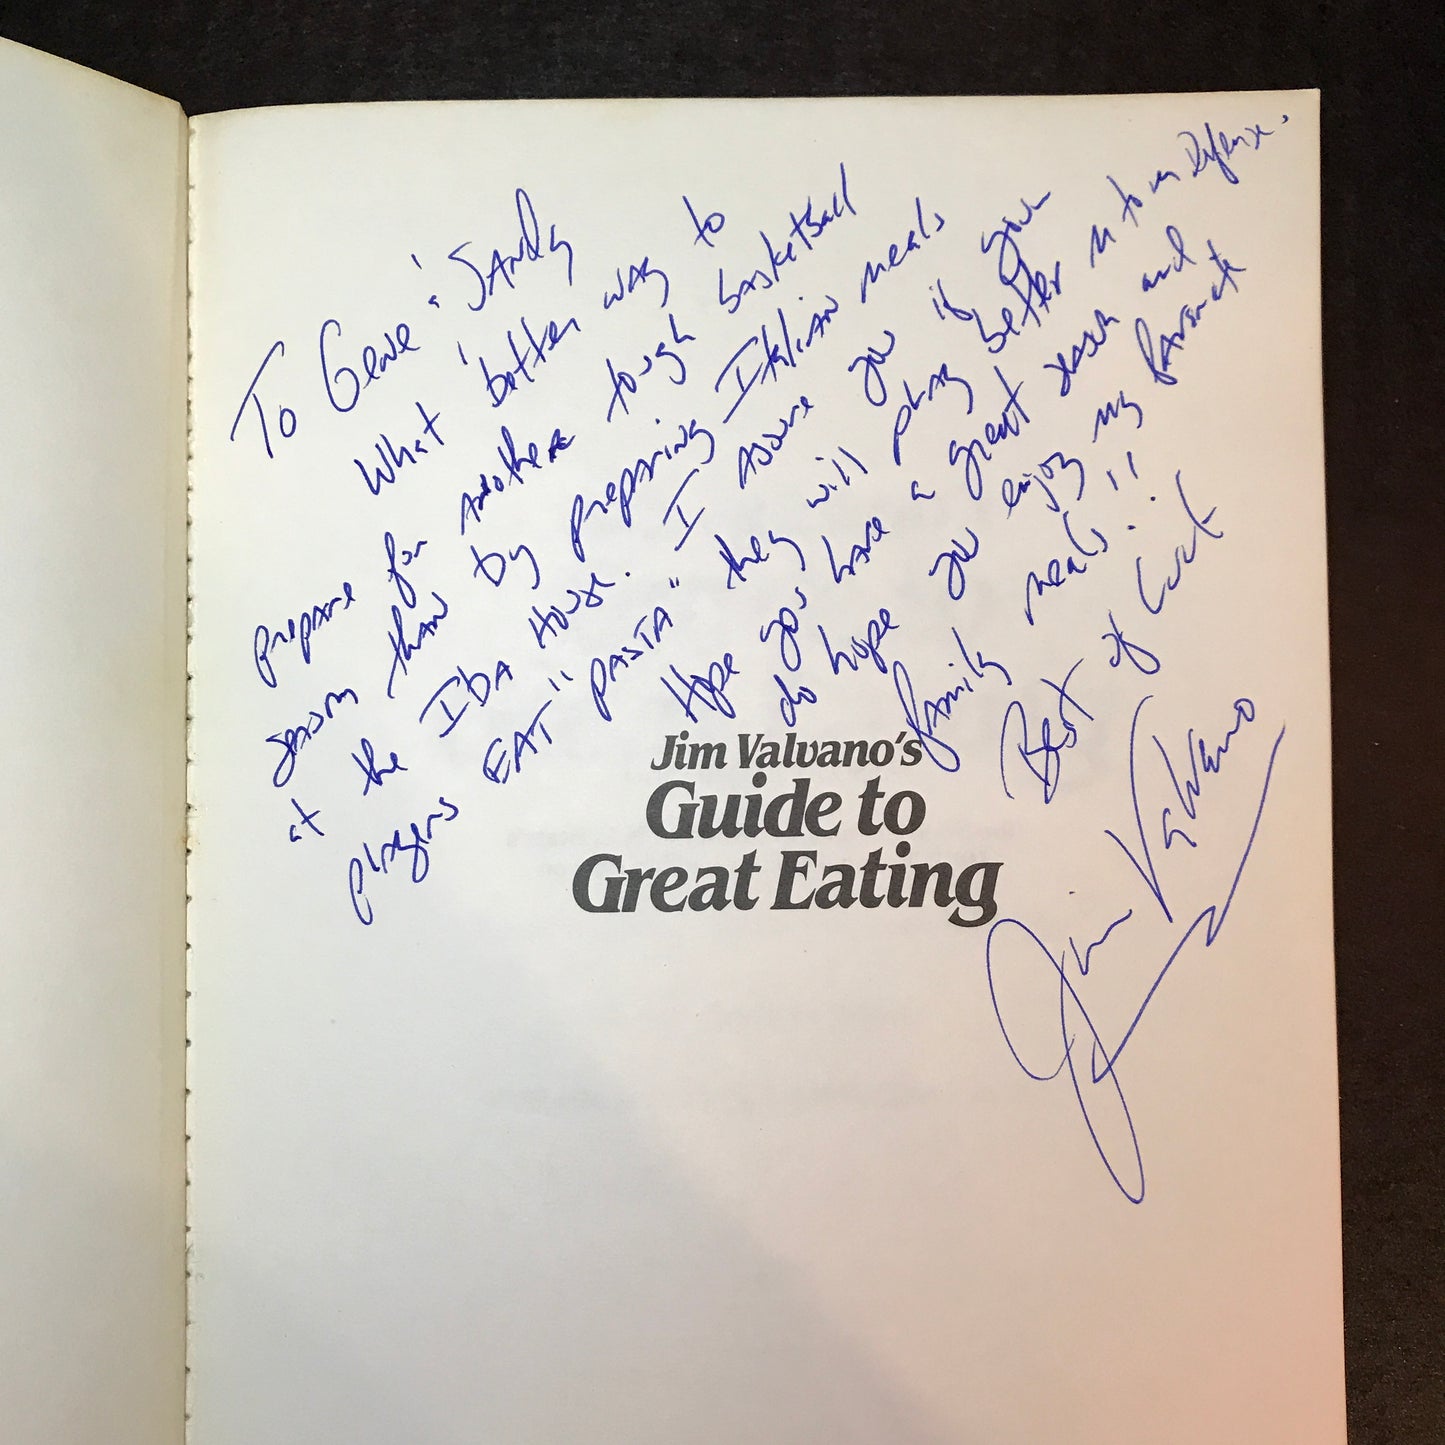 To Gene & Sandy
What better way to
prepare for another tough basketball
season than by preparing Italian meals
at the Iba House. I assure you if your
players EAT "PASTA" they will play better m to m Defense.
Hope you have a great season and
do hope you enjoy my favorite
family meals!!
Best of Luck
Jim Valvano
Jim Valvano's
Guide to
Great Eating